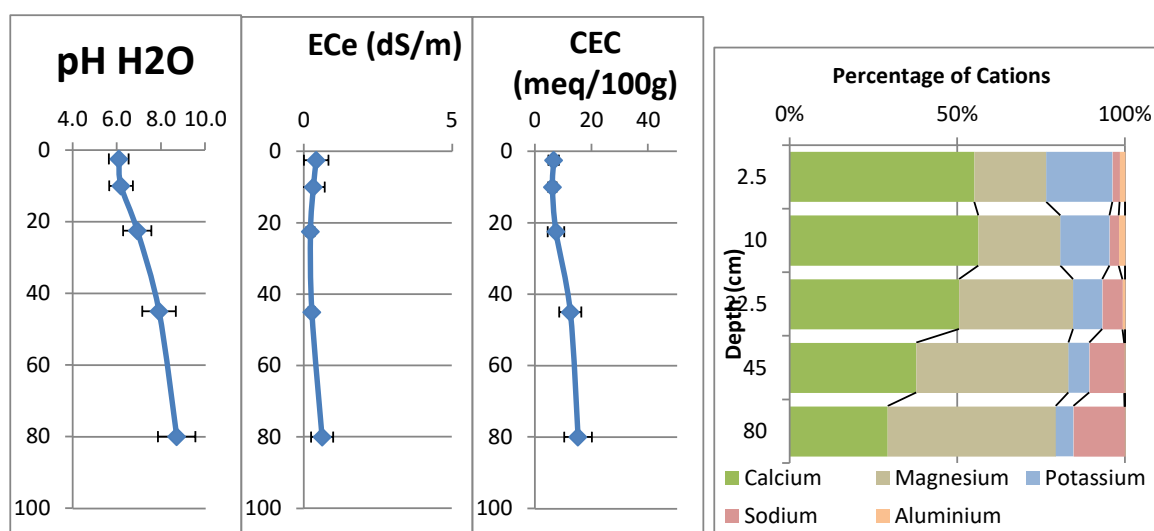 pH H2O
4.0 6.0 8.0 10.0
0
20
40
60
80
100
ECe (dS/m)
0 5
0
20
40
60
80
100
CEC
(meq/100g)
0 20 40
0
20
40
60
80
100
Percentage of Cations
0% 50% 100%
Depth (cm)
2.5
10
22.5
45
80
Calcium Magnesium Potassium
Sodium Aluminium